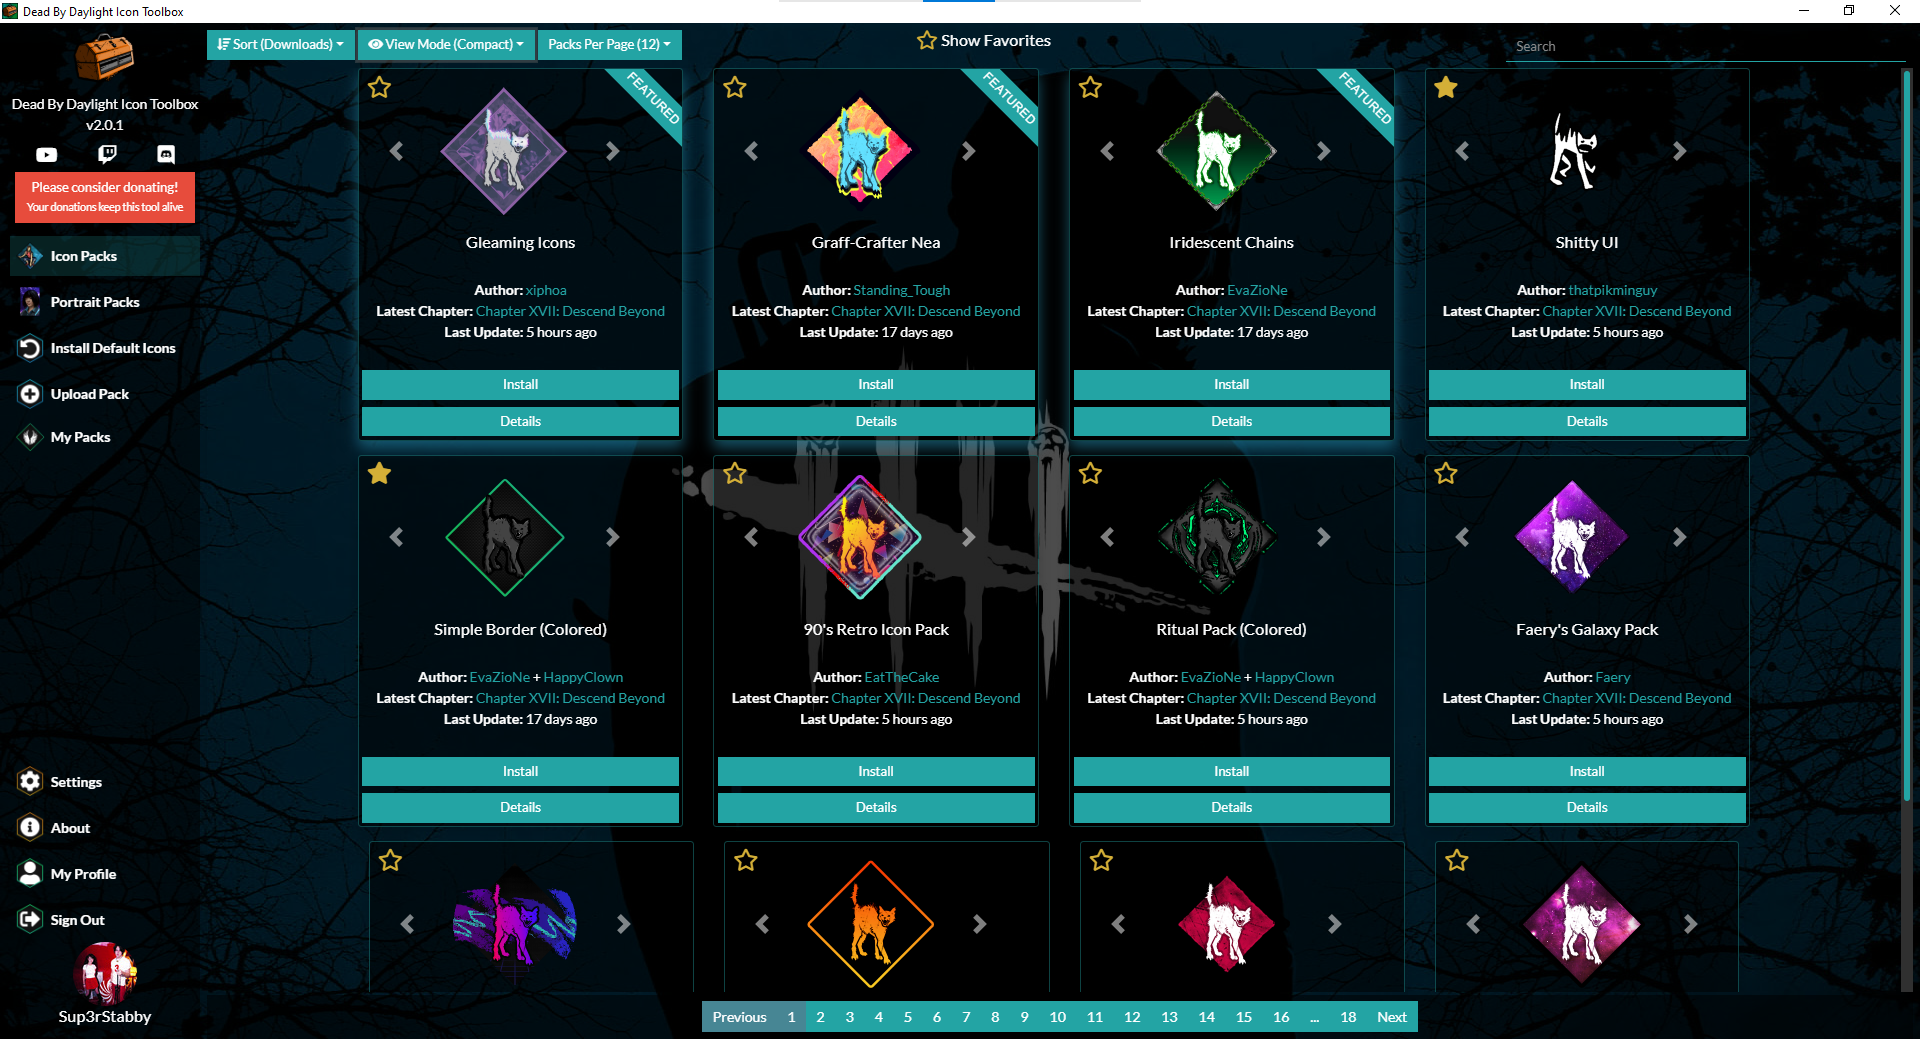 Dead By Daylight Icon Toolbox
Dead By Daylight Icon Toolbox
v2.0.1
Please consider donating!
Your donations keep this tool alive
Icon Packs
Portrait Packs
Install Default Icons
Upload Pack
My Packs
Settings
About
My Profile
Sign Out
Sup3rStabby
Sort (Downloads)
View Mode (Compact)
Packs Per Page (12)
Show Favorites
Search
FEATURED
Gleaming Icons
Author: xiphoa
Latest Chapter: Chapter XVII: Descend Beyond
Last Update: 5 hours ago
Install
Details
FEATURED
Graff-Crafter Nea
Author: Standing_Tough
Latest Chapter: Chapter XVII: Descend Beyond
Last Update: 17 days ago
Install
Details
FEATURED
Iridescent Chains
Author: EvaZioNe
Latest Chapter: Chapter XVII: Descend Beyond
Last Update: 17 days ago
Install
Details
Shitty UI
Author: thatpikminguy
Latest Chapter: Chapter XVII: Descend Beyond
Last Update: 5 hours ago
Install
Details
Simple Border (Colored)
Author: EvaZioNe + HappyClown
Latest Chapter: Chapter XVII: Descend Beyond
Last Update: 17 days ago
Install
Details
90's Retro Icon Pack
Author: EatTheCake
Latest Chapter: Chapter XVII: Descend Beyond
Last Update: 5 hours ago
Install
Details
Ritual Pack (Colored)
Author: EvaZioNe + HappyClown
Latest Chapter: Chapter XVII: Descend Beyond
Last Update: 5 hours ago
Install
Details
Faery's Galaxy Pack
Author: Faery
Latest Chapter: Chapter XVII: Descend Beyond
Last Update: 5 hours ago
Install
Details
Previous 1 2 3 4 5 6 7 8 9 10 11 12 13 14 15 16 ... 18 Next